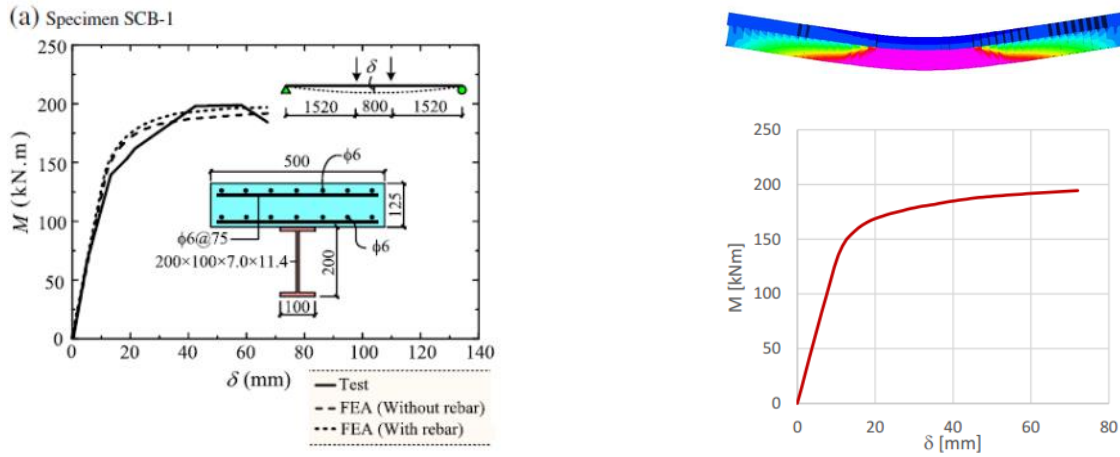 (a) Specimen SCB-1
250
200
150
100
50
0
M (kN.m)
0 20 40 60 80 100 120 140
δ (mm)
δ
1520 800 1520
500
ϕ6
125
ϕ6@75
ϕ6
200×100×7.0×11.4
200
100
Test
FEA (Without rebar)
FEA (With rebar)
250
200
150
100
50
0
M [kNm]
0 20 40 60 80
δ [mm]